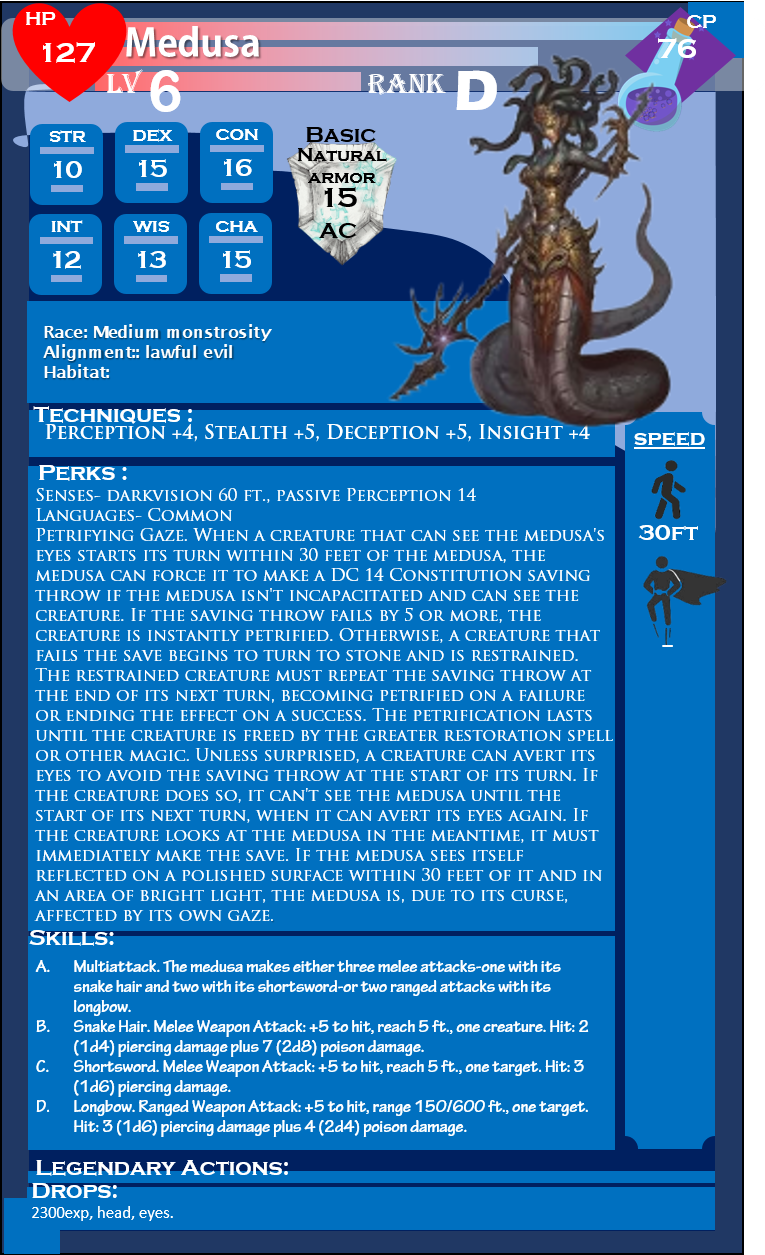 HP
127
Medusa
CP
76
LV 6
RANK D
STR
10
DEX
15
CON
16
INT
12
WIS
13
CHA
15
BASIC
NATURAL
ARMOR
15
AC
Race: Medium monstrosity
Alignment:: lawful evil
Habitat:
TECHNIQUES :
PERCEPTION +4, STEALTH +5, DECEPTION +5, INSIGHT +4
SPEED
30FT
PERKS :
SENSES- DARKVISION 60 FT., PASSIVE PERCEPTION 14
LANGUAGES- COMMON
PETRIFYING GAZE. WHEN A CREATURE THAT CAN SEE THE MEDUSA'S
EYES STARTS ITS TURN WITHIN 30 FEET OF THE MEDUSA, THE
MEDUSA CAN FORCE IT TO MAKE A DC 14 CONSTITUTION SAVING
THROW IF THE MEDUSA ISN'T INCAPACITATED AND CAN SEE THE
CREATURE. IF THE SAVING THROW FAILS BY 5 OR MORE, THE
CREATURE IS INSTANTLY PETRIFIED. OTHERWISE, A CREATURE THAT
FAILS THE SAVE BEGINS TO TURN TO STONE AND IS RESTRAINED.
THE RESTRAINED CREATURE MUST REPEAT THE SAVING THROW AT
THE END OF ITS NEXT TURN, BECOMING PETRIFIED ON A FAILURE
OR ENDING THE EFFECT ON A SUCCESS. THE PETRIFICATION LASTS
UNTIL THE CREATURE IS FREED BY THE GREATER RESTORATION SPELL
OR OTHER MAGIC. UNLESS SURPRISED, A CREATURE CAN AVERT ITS
EYES TO AVOID THE SAVING THROW AT THE START OF ITS TURN. IF
THE CREATURE DOES SO, IT CAN'T SEE THE MEDUSA UNTIL THE
START OF ITS NEXT TURN, WHEN IT CAN AVERT ITS EYES AGAIN. IF
THE CREATURE LOOKS AT THE MEDUSA IN THE MEANTIME, IT MUST
IMMEDIATELY MAKE THE SAVE. IF THE MEDUSA SEES ITSELF
REFLECTED ON A POLISHED SURFACE WITHIN 30 FEET OF IT AND IN
AN AREA OF BRIGHT LIGHT, THE MEDUSA IS, DUE TO ITS CURSE,
AFFECTED BY ITS OWN GAZE.
SKILLS:
A. Multiattack. The medusa makes either three melee attacks-one with its
snake hair and two with its shortsword-or two ranged attacks with its
longbow.
B. Snake Hair. Melee Weapon Attack: +5 to hit, reach 5 ft., one creature. Hit: 2
(1d4) piercing damage plus 7 (2d8) poison damage.
C. Shortsword. Melee Weapon Attack: +5 to hit, reach 5 ft., one target. Hit: 3
(1d6) piercing damage.
D. Longbow. Ranged Weapon Attack: +5 to hit, range 150/600 ft., one target.
Hit: 3 (1d6) piercing damage plus 4 (2d4) poison damage.
LEGENDARY ACTIONS:
DROPS:
2300exp, head, eyes.